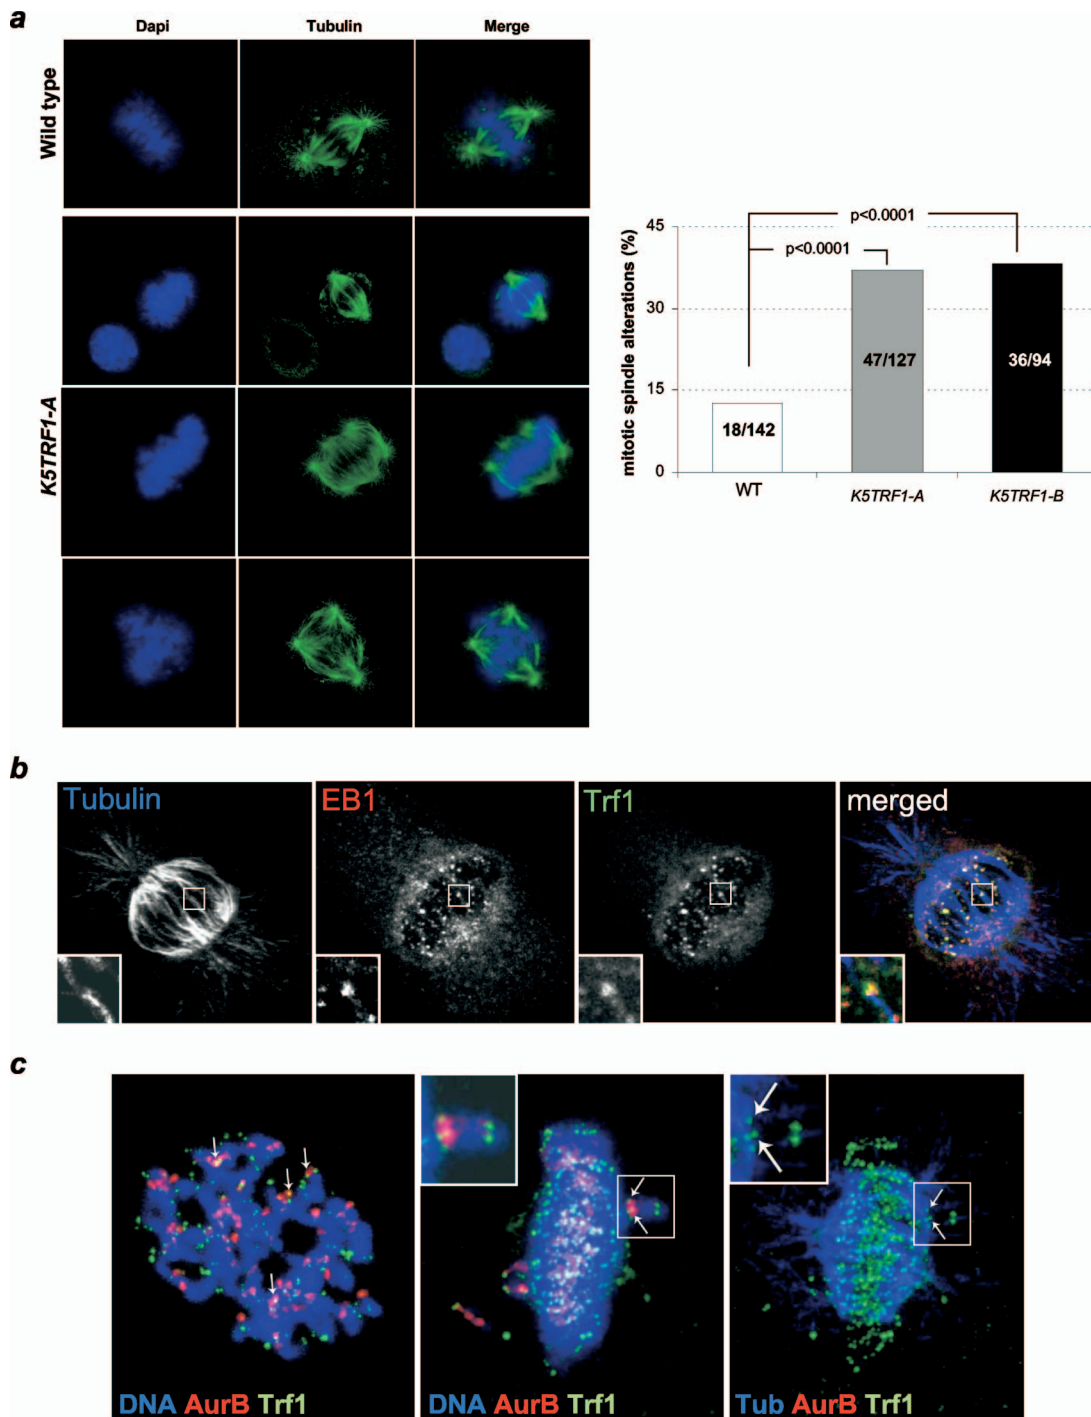 a
Dapi Tubulin Merge
Wild type
K5TRF1-A
mitotic spindle alterations (%)
45
30
15
0
p<0.0001
p<0.0001
18/142
47/127
36/94
WT K5TRF1-A K5TRF1-B
b
Tubulin EB1 Trf1 merged
c
DNA AurB Trf1 DNA AurB Trf1 Tub AurB Trf1